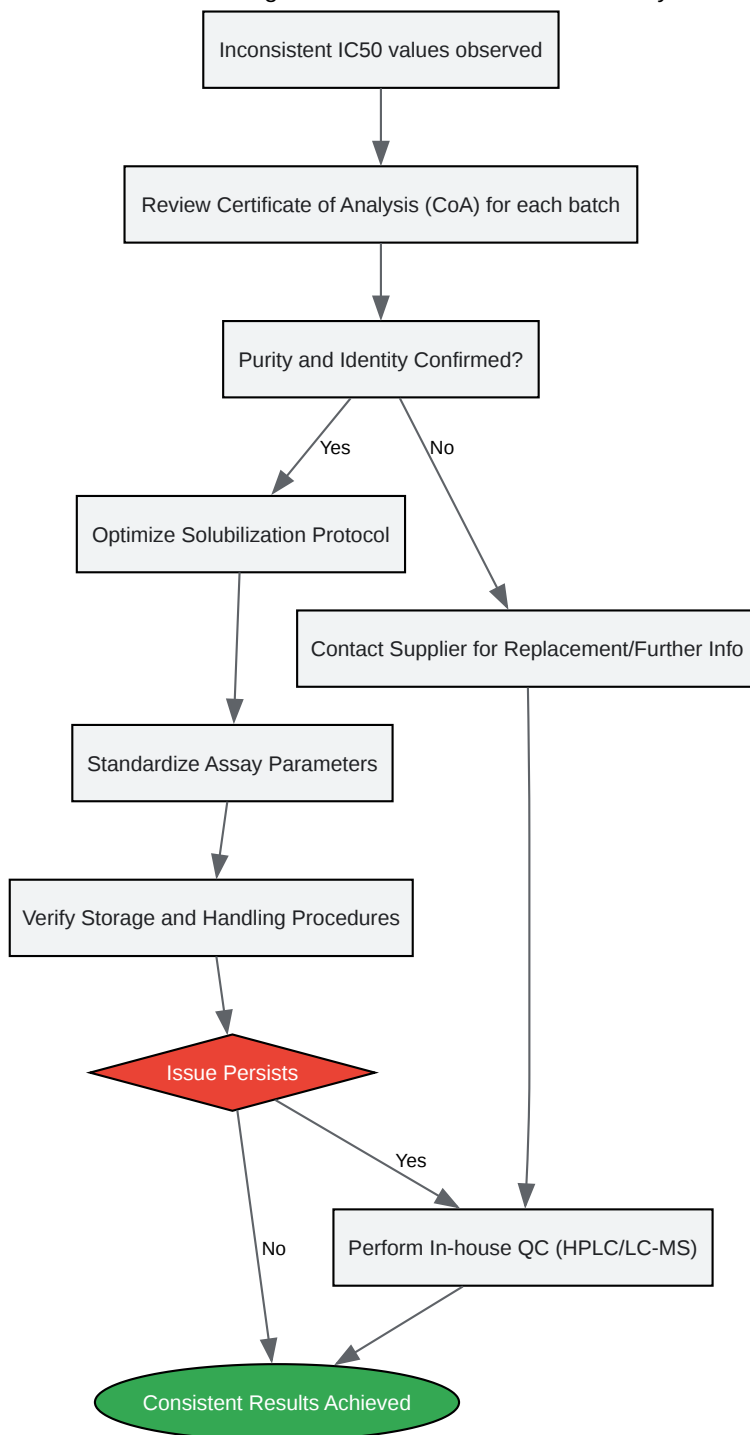 Inconsistent IC50 values observed
Review Certificate of Analysis (CoA) for each batch
Purity and Identity Confirmed?
Yes
No
Optimize Solubilization Protocol
Contact Supplier for Replacement/Further Info
Standardize Assay Parameters
Verify Storage and Handling Procedures
Issue Persists
Yes
Perform In-house QC (HPLC/LC-MS)
No
Consistent Results Achieved